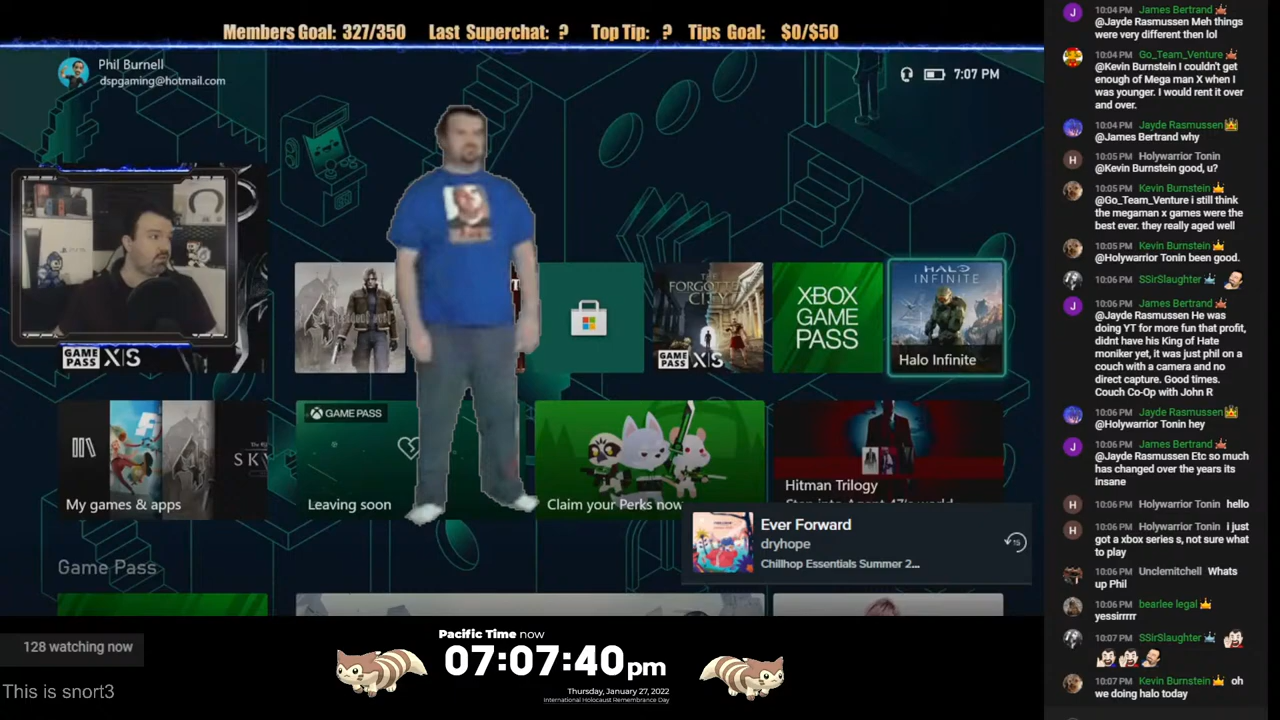 Members Goal: 327/350 Last Superchat: ? Top Tip: ? Tips Goal: $0/$50
Phil Burnell
dspgaming@hotmail.com
7:07 PM
GAME PASS X|S
THE FORGOTTEN CITY
GAME PASS X|S
XBOX
GAME
PASS
HALO
INFINITE
Halo Infinite
My games & apps
SK
GAME PASS
Leaving soon
Claim your Perks now
Hitman Trilogy
Step into Agent 47's world
Game Pass
Ever Forward
dryhope
Chillhop Essentials Summer 2...
15
128 watching now
This is snort3
Pacific Time now
07:07:40pm
Thursday, January 27, 2022
International Holocaust Remembrance Day
J
10:04 PM James Bertrand
@Jayde Rasmussen Meh things
were very different then lol
10:04 PM Go_Team_Venture
@Kevin Burnstein I couldn't get
enough of Mega man X when I
was younger. I would rent it over
and over.
10:04 PM Jayde Rasmussen
@James Bertrand why
H
10:05 PM Holywarrior Tonin
@Kevin Burnstein good, u?
10:05 PM Kevin Burnstein
@Go_Team_Venture i still think
the megaman x games were the
best ever. they really aged well
10:05 PM Kevin Burnstein
@Holywarrior Tonin been good.
10:06 PM SSirSlaughter
J
10:06 PM James Bertrand
@Jayde Rasmussen He was
doing YT for more fun that profit,
didnt have his King of Hate
moniker yet, it was just phil on a
couch with a camera and no
direct capture. Good times.
Couch Co-Op with John R
10:06 PM Jayde Rasmussen
@Holywarrior Tonin hey
J
10:06 PM James Bertrand
@Jayde Rasmussen Etc so much
has changed over the years its
insane
H
10:06 PM Holywarrior Tonin hello
H
10:06 PM Holywarrior Tonin i just
got a xbox series s, not sure what
to play
10:06 PM Unclemitchell Whats
up Phil
10:06 PM bearlee legal
yessirrrrr
10:07 PM SSirSlaughter
10:07 PM Kevin Burnstein oh
we doing halo today